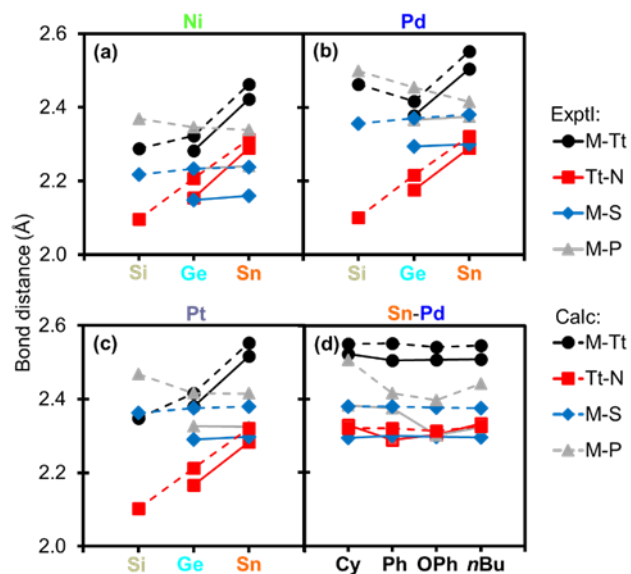 Ni
Pd
(a)
(b)
2.6
2.4
2.2
2.0
Bond distance (Å)
Si Ge Sn
Si Ge Sn
Pt
Sn-Pd
(c)
(d)
2.6
2.4
2.2
2.0
Si Ge Sn
Cy Ph OPh nBu
Exptl:
M-Tt
Tt-N
M-S
M-P
Calc:
M-Tt
Tt-N
M-S
M-P